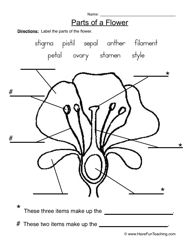 Name:
Parts of a Flower
Directions: Label the parts of the flower.
stigma pistil sepal anther filament
petal ovary stamen style
*
#
#
*
* These three items make up the
# These two items make up the
© www.HaveFunTeaching.com